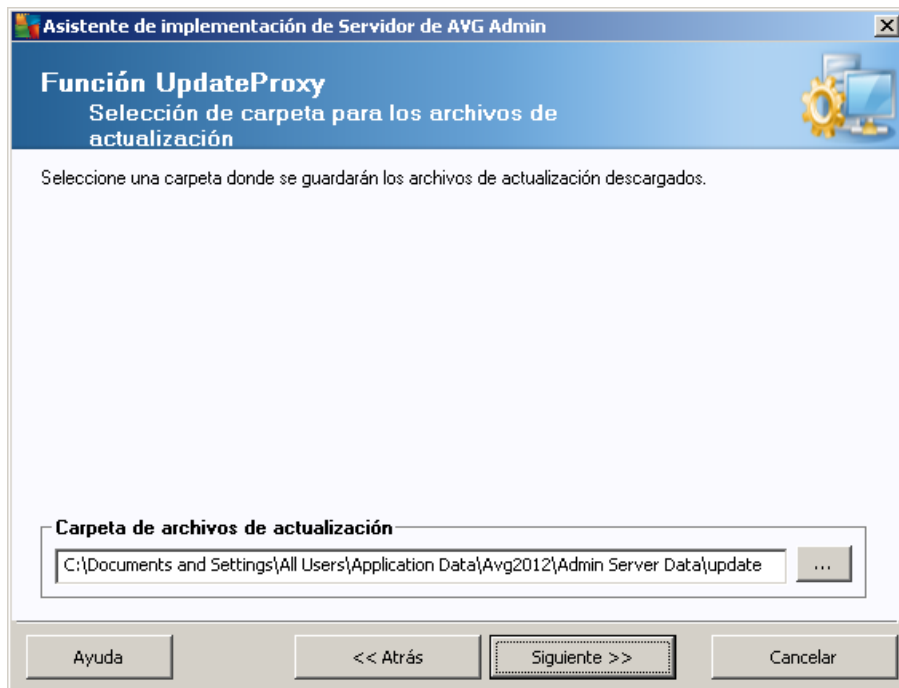 Asistente de implementación de Servidor de AVG Admin
Función UpdateProxy
Selección de carpeta para los archivos de
actualización
Seleccione una carpeta donde se guardarán los archivos de actualización descargados.
Carpeta de archivos de actualización
C:\Documents and Settings\All Users\Application Data\Avg2012\Admin Server Data\update
...
Ayuda
<< Atrás
Siguiente >>
Cancelar